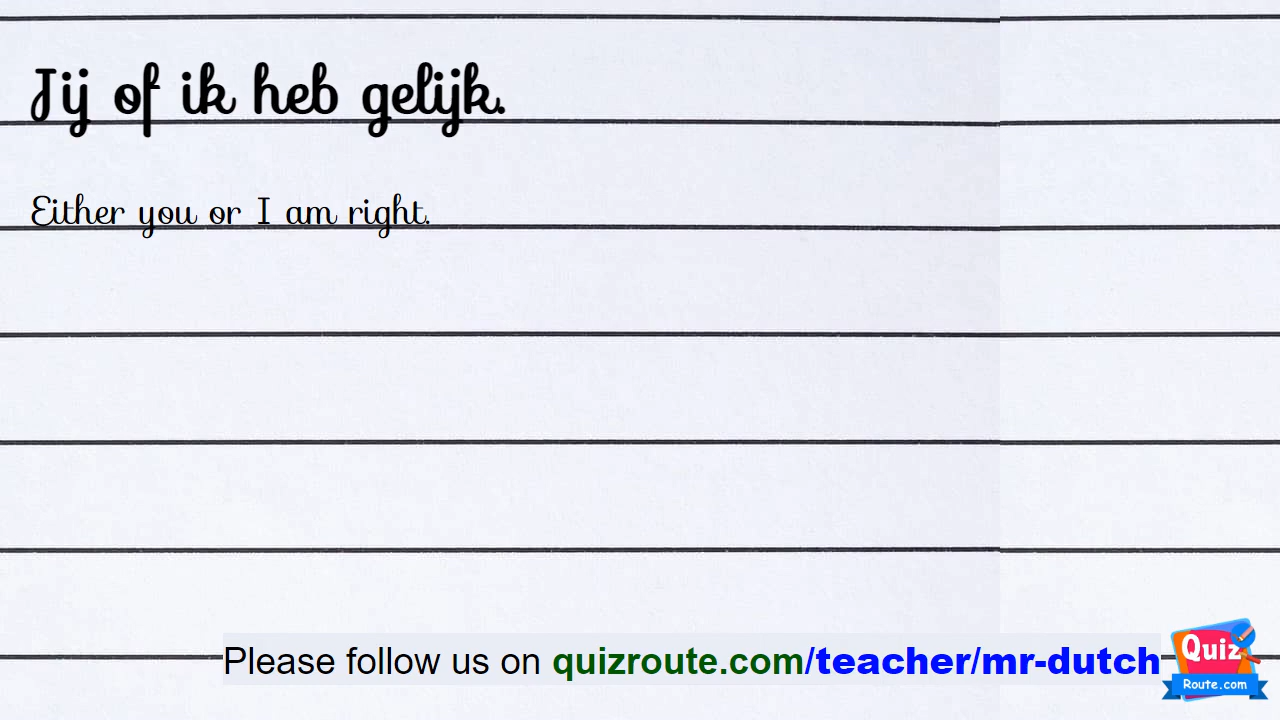 Jij of ik heb gelijk.
Either you or I am right.
Please follow us on quizroute.com/teacher/mr-dutch
Quiz
Route.com